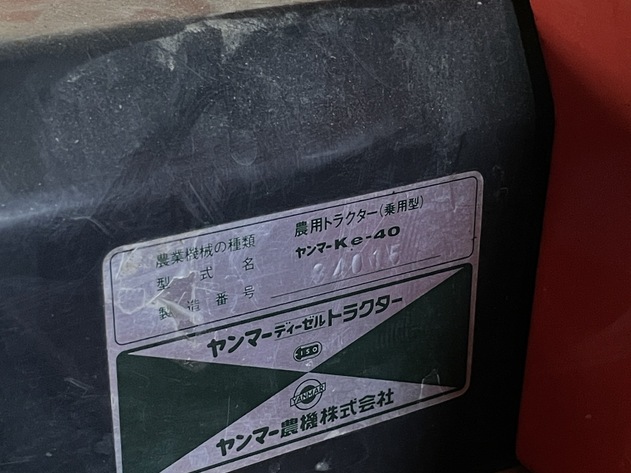 農業機械の種類 農用トラクター(乗用型)
型式名 ヤンマーKe-40
製造番号 04015
ヤンマーディーゼルトラクター
ISO
YANMAR
ヤンマー農機株式会社